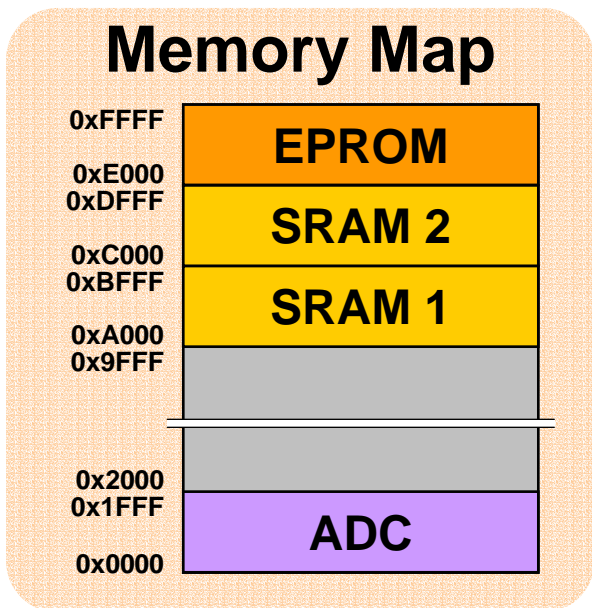 Memory Map
0xFFFF
EPROM
0xE000
0xDFFF
SRAM 2
0xC000
0xBFFF
SRAM 1
0xA000
0x9FFF
0x2000
0x1FFF
ADC
0x0000